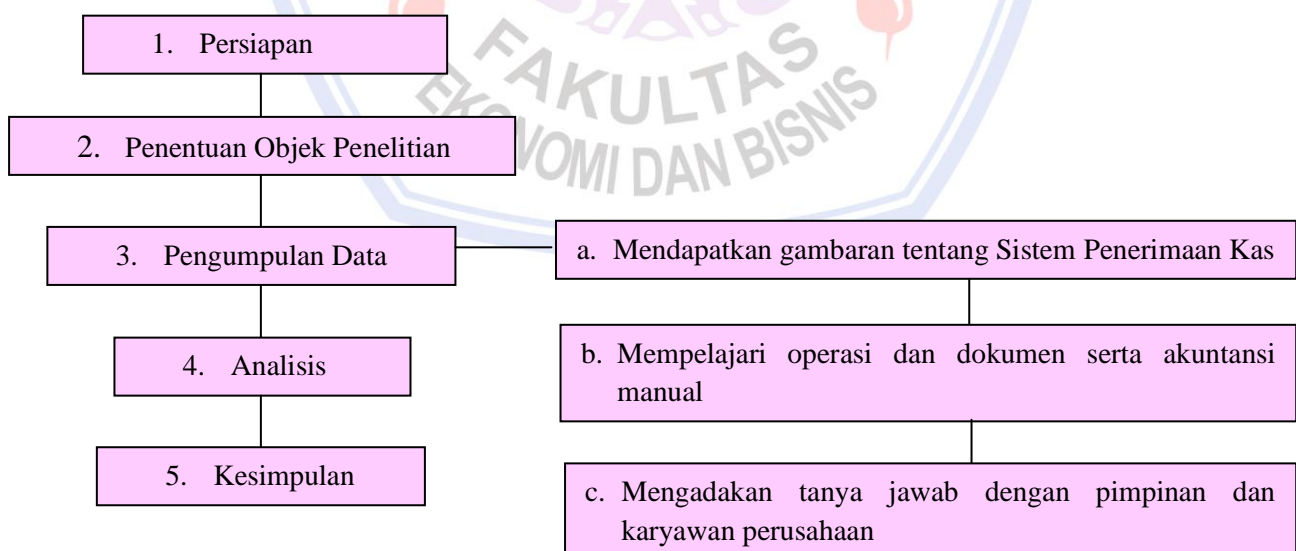 FAKULTAS
EKONOMI DAN BISNIS
1. Persiapan
2. Penentuan Objek Penelitian
3. Pengumpulan Data
4. Analisis
5. Kesimpulan
a. Mendapatkan gambaran tentang Sistem Penerimaan Kas
b. Mempelajari operasi dan dokumen serta akuntansi
manual
c. Mengadakan tanya jawab dengan pimpinan dan
karyawan perusahaan